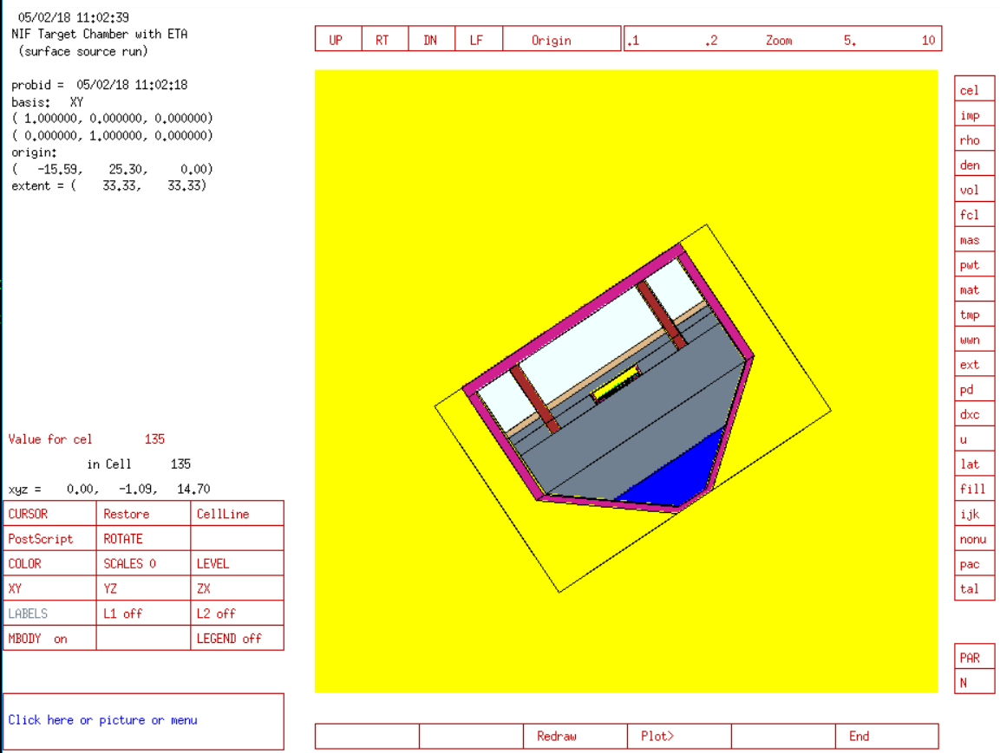 05/02/18 11:02:39
NIF Target Chamber with ETA
(surface source run)
probid = 05/02/18 11:02:18
basis: XY
( 1.000000, 0.000000, 0.000000)
( 0.000000, 1.000000, 0.000000)
origin:
( -15.59, 25.30, 0.00)
extent = ( 33.33, 33.33)
UP RT DN LF Origin .1 .2 Zoom 5. 10
cel
imp
rho
den
vol
fcl
mas
pwt
mat
tmp
wwn
ext
pd
dxc
u
lat
fill
ijk
nonu
pac
tal
PAR
N
Value for cel 135
in Cell 135
xyz = 0.00, -1.09, 14.70
CURSOR Restore CellLine
PostScript ROTATE
COLOR SCALES 0 LEVEL
XY YZ ZX
LABELS L1 off L2 off
MBODY on LEGEND off
Click here or picture or menu
Redraw Plot> End